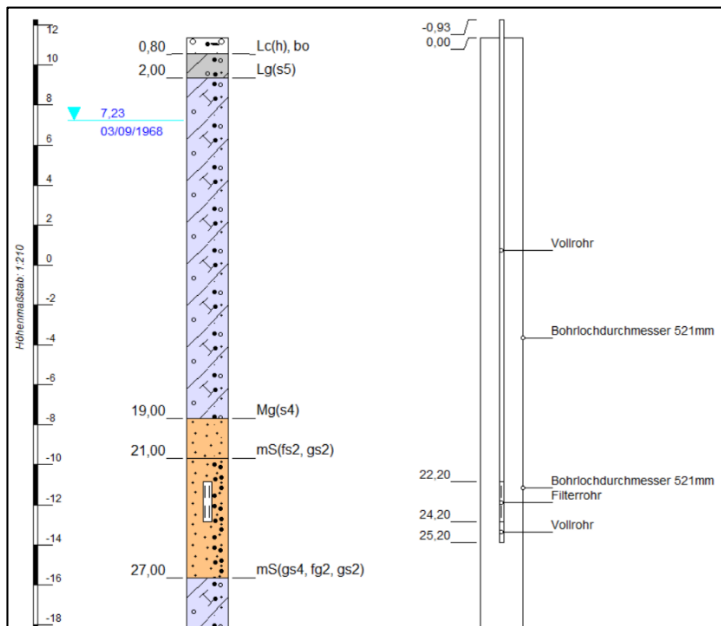 12
10
8
6
4
2
0
-2
-4
-6
-8
-10
-12
-14
-16
-18
Höhenmaßstab: 1:210
0,80 Lc(h), bo
2,00 Lg(s5)
7,23
03/09/1968
19,00 Mg(s4)
21,00 mS(fs2, gs2)
27,00 mS(gs4, fg2, gs2)
-0,93
0,00
Vollrohr
Bohrlochdurchmesser 521mm
22,20
Bohrlochdurchmesser 521mm
Filterrohr
24,20
Vollrohr
25,20